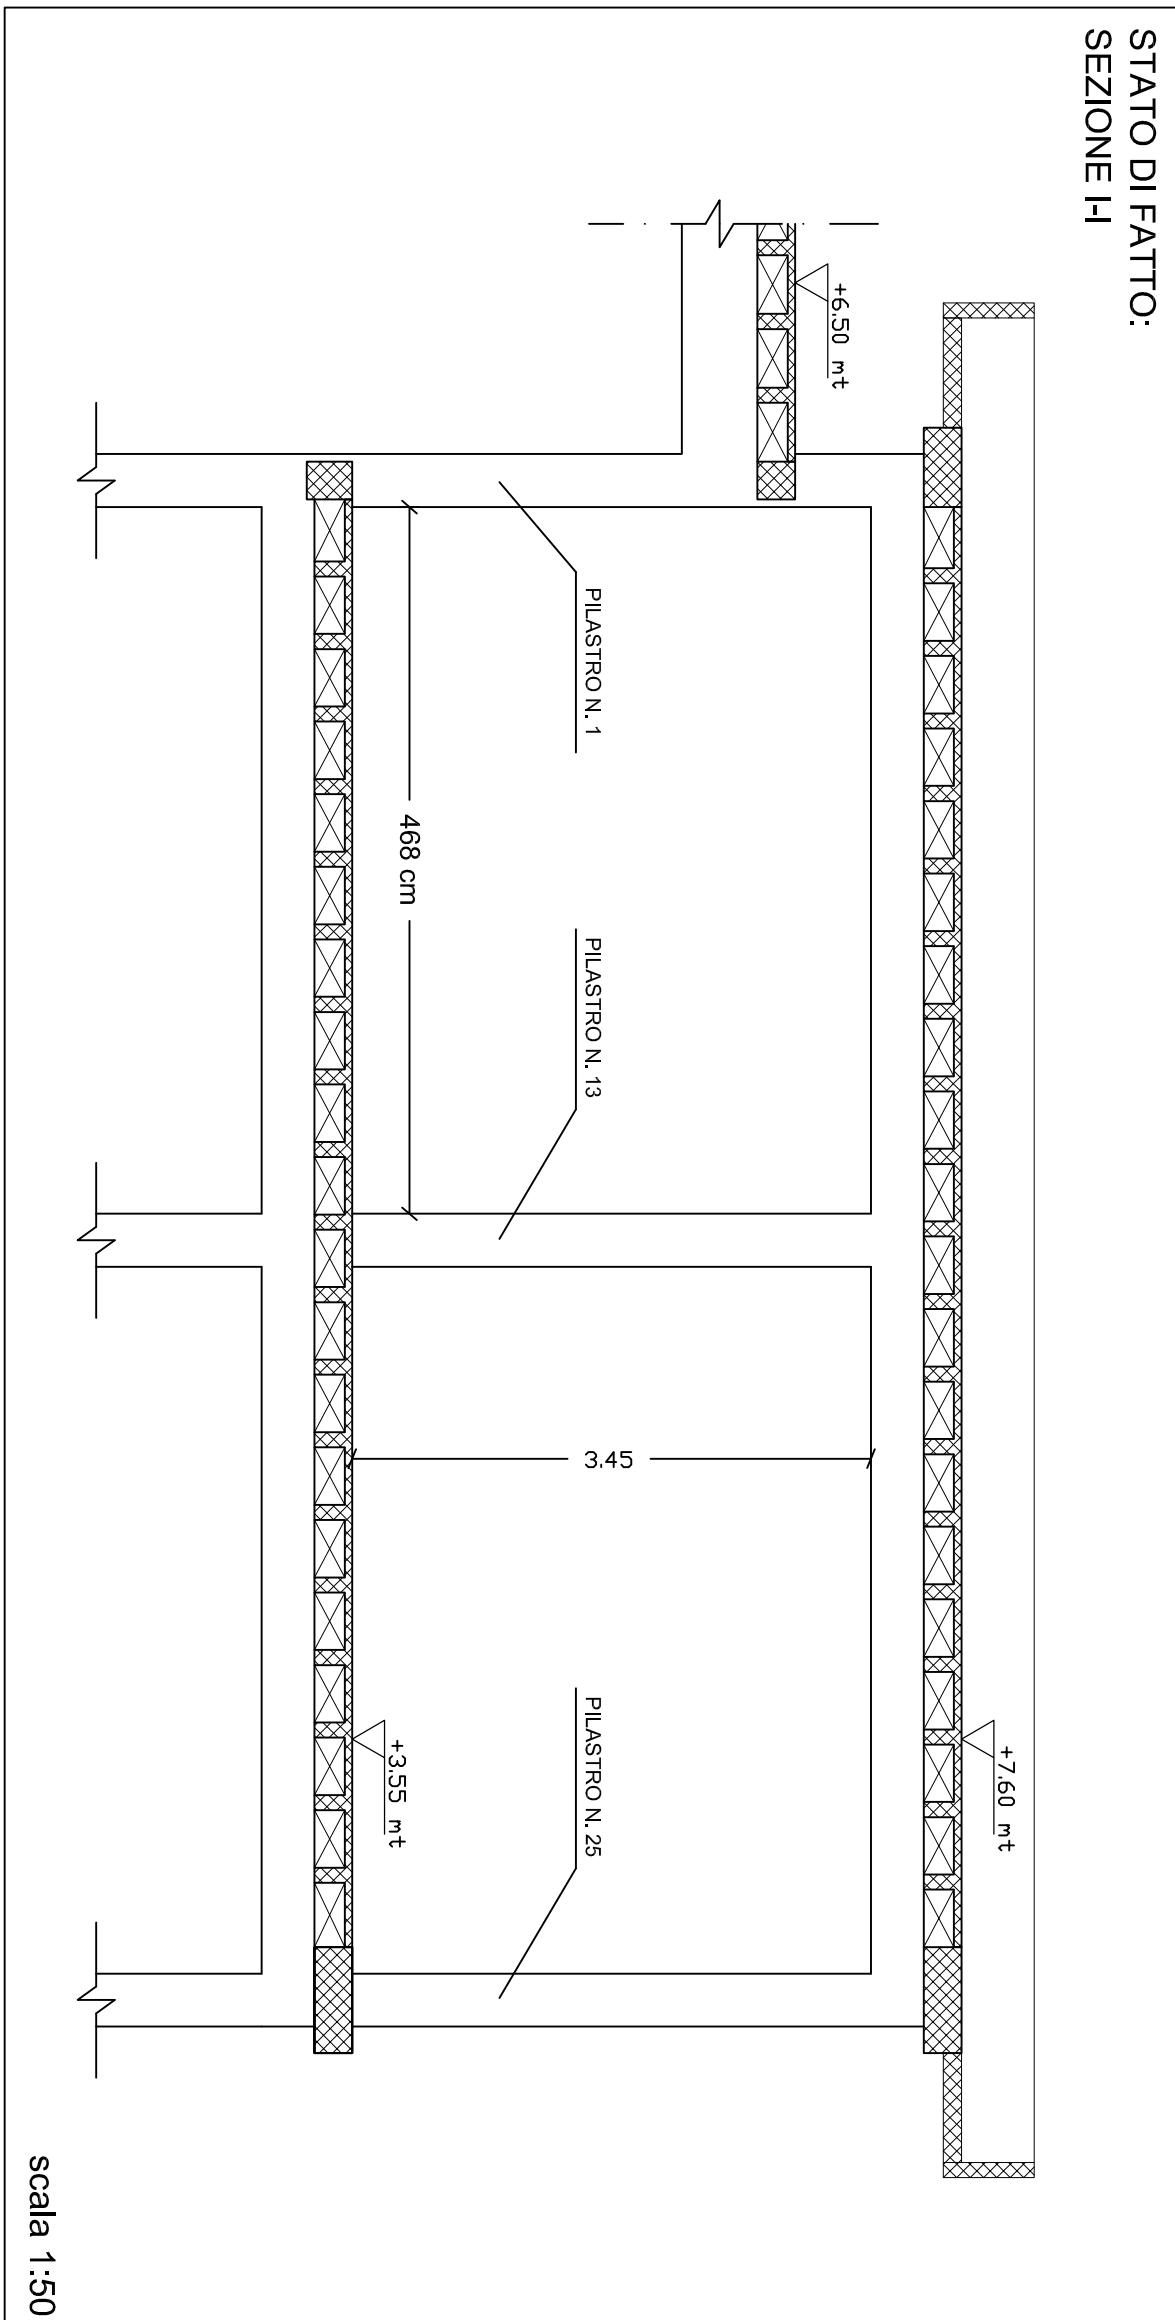 STATO DI FATTO:
SEZIONE I-I
+6.50 mt
+7.60 mt
PILASTRO N. 1
PILASTRO N. 13
PILASTRO N. 25
3.45
468 cm
+3.55 mt
scala 1:50